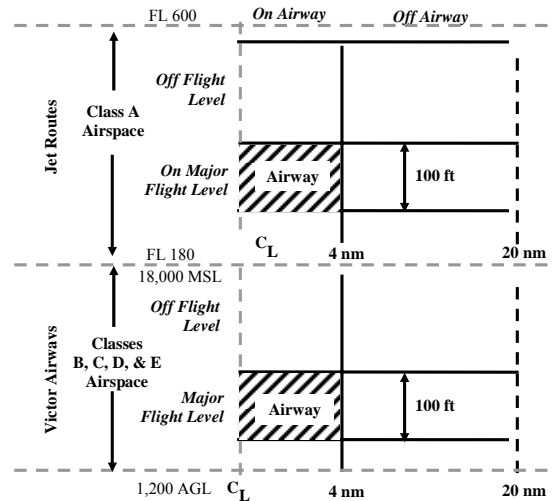 FL 600
On Airway
Off Airway
Jet Routes
Class A
Airspace
Off Flight
Level
On Major
Flight Level
Airway
100 ft
CL
4 nm
20 nm
FL 180
18,000 MSL
Victor Airways
Classes
B, C, D, & E
Airspace
Off Flight
Level
Major
Flight Level
Airway
100 ft
1,200 AGL
CL
4 nm
20 nm